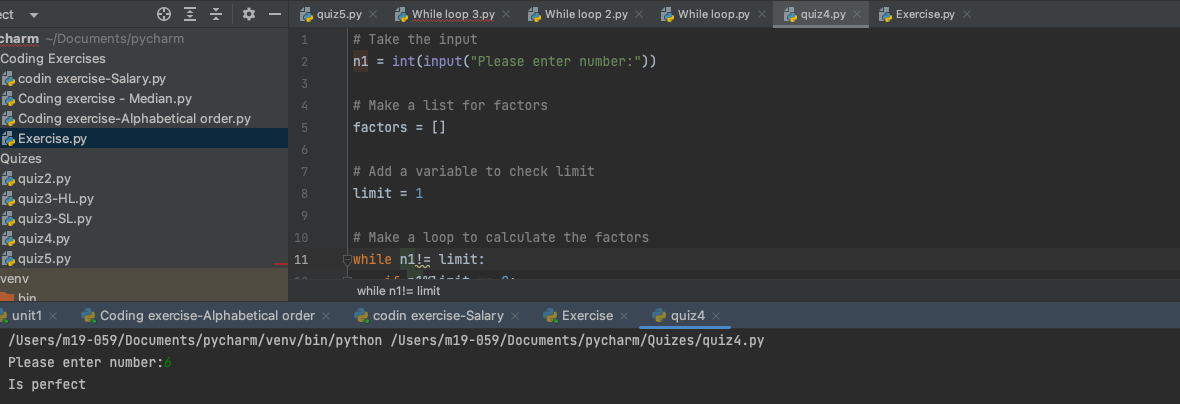 ect
quiz5.py While loop 3.py While loop 2.py While loop.py quiz4.py Exercise.py
charm ~/Documents/pycharm
Coding Exercises
codin exercise-Salary.py
Coding exercise - Median.py
Coding exercise-Alphabetical order.py
Exercise.py
Quizes
quiz2.py
quiz3-HL.py
quiz3-SL.py
quiz4.py
quiz5.py
venv
bin
1 # Take the input
2 n1 = int(input("Please enter number:"))
3
4 # Make a list for factors
5 factors = []
6
7 # Add a variable to check limit
8 limit = 1
9
10 # Make a loop to calculate the factors
11 while n1!= limit:
while n1!= limit
unit1 Coding exercise-Alphabetical order codin exercise-Salary Exercise quiz4
/Users/m19-059/Documents/pycharm/venv/bin/python /Users/m19-059/Documents/pycharm/Quizes/quiz4.py
Please enter number:6
Is perfect